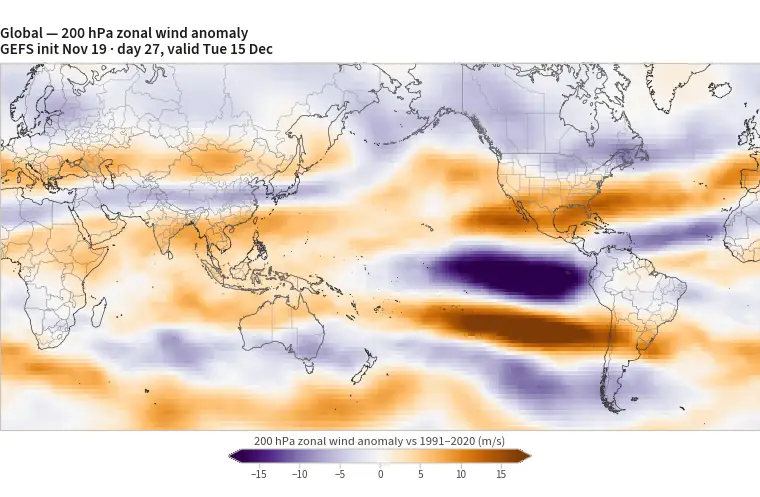 Global — 200 hPa zonal wind anomaly
GEFS init Nov 19 · day 27, valid Tue 15 Dec
200 hPa zonal wind anomaly vs 1991–2020 (m/s)
−15 −10 −5 0 5 10 15